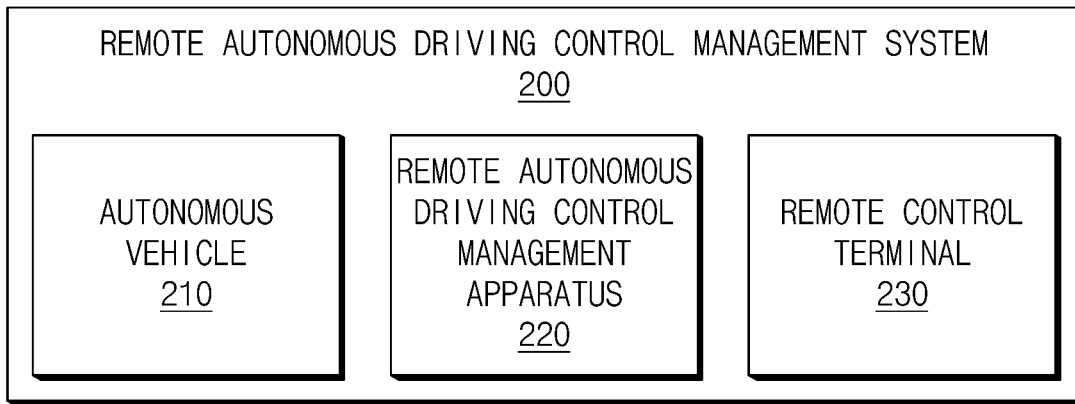 REMOTE AUTONOMOUS DRIVING CONTROL MANAGEMENT SYSTEM
200
AUTONOMOUS
VEHICLE
210
REMOTE AUTONOMOUS
DRIVING CONTROL
MANAGEMENT
APPARATUS
220
REMOTE CONTROL
TERMINAL
230